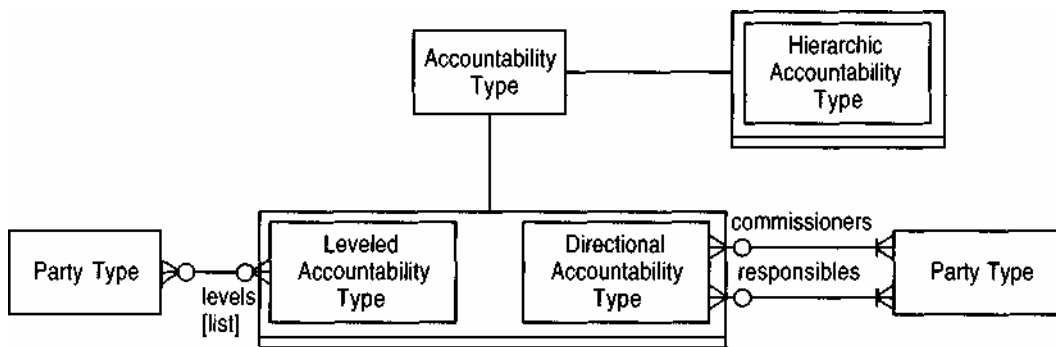 Accountability
Type
Hierarchic
Accountability
Type
Party Type
levels
[list]
Leveled
Accountability
Type
Directional
Accountability
Type
commissioners
responsibles
Party Type